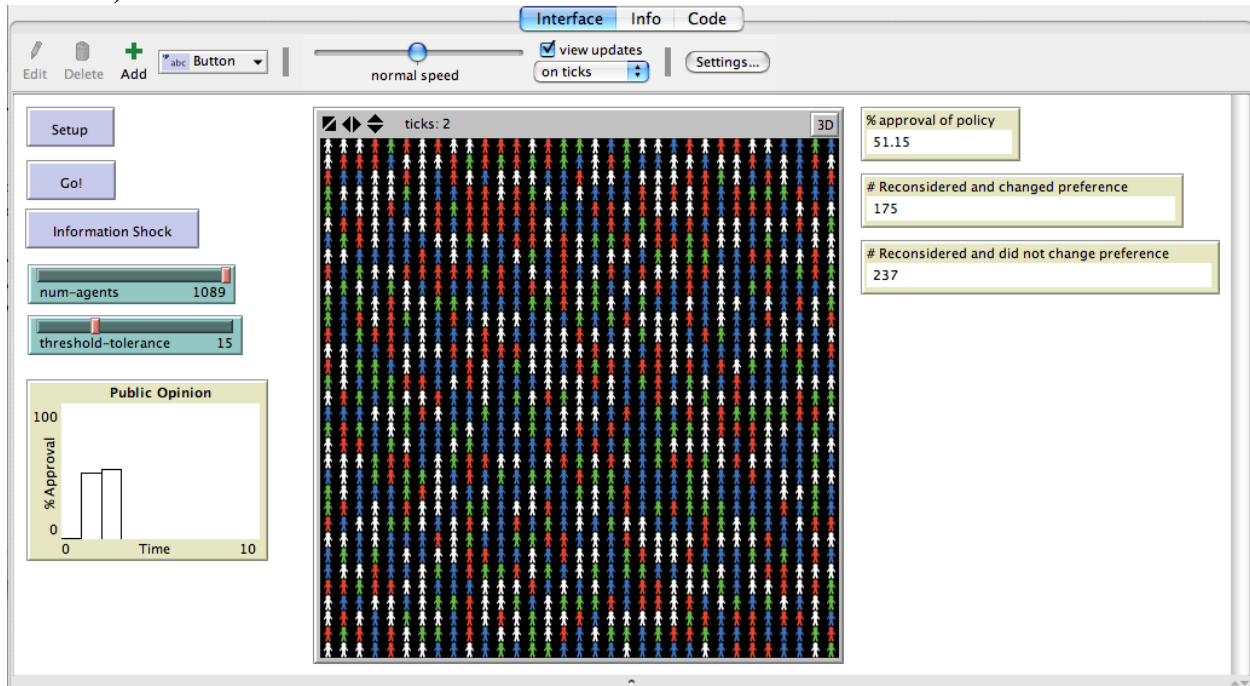 Interface Info Code
Edit Delete Add abc Button normal speed view updates on ticks Settings...
Setup
Go!
Information Shock
num-agents 1089
threshold-tolerance 15
Public Opinion
100
% Approval
0
0 Time 10
ticks: 2 3D
% approval of policy
51.15
# Reconsidered and changed preference
175
# Reconsidered and did not change preference
237